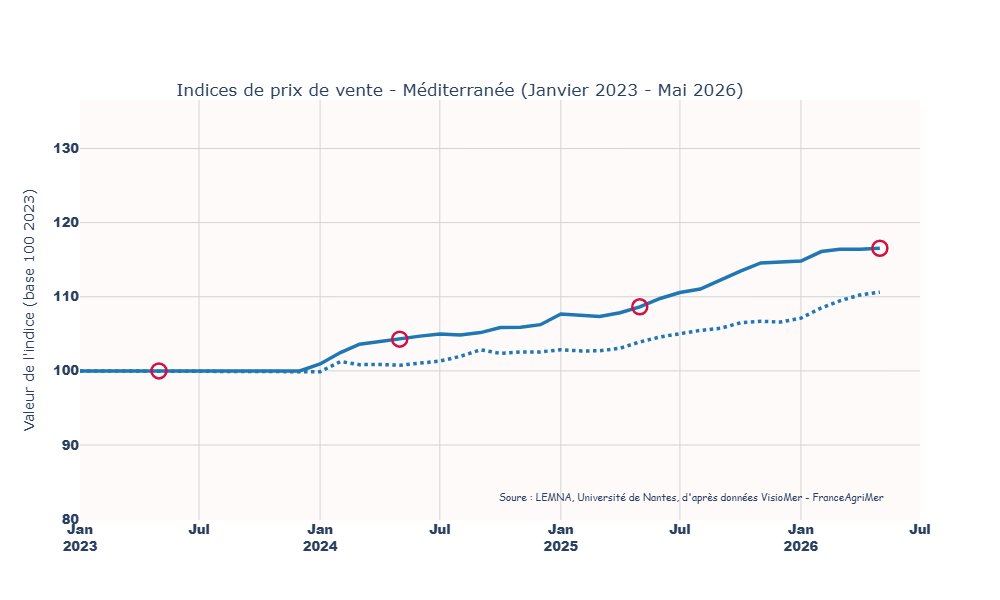 Indices de prix de vente - Méditerranée (Janvier 2023 - Mai 2026)
Valeur de l'indice (base 100 2023)
130
120
110
100
90
80
Soure : LEMNA, Université de Nantes, d'après données VisioMer - FranceAgriMer
Jan Jul Jan Jul Jan Jul Jan Jul
2023 2024 2025 2026